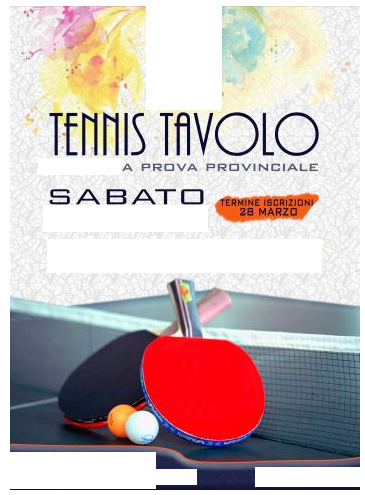 TENNIS TAVOLO
A PROVA PROVINCIALE
SABATO
TERMINE ISCRIZIONI
28 MARZO